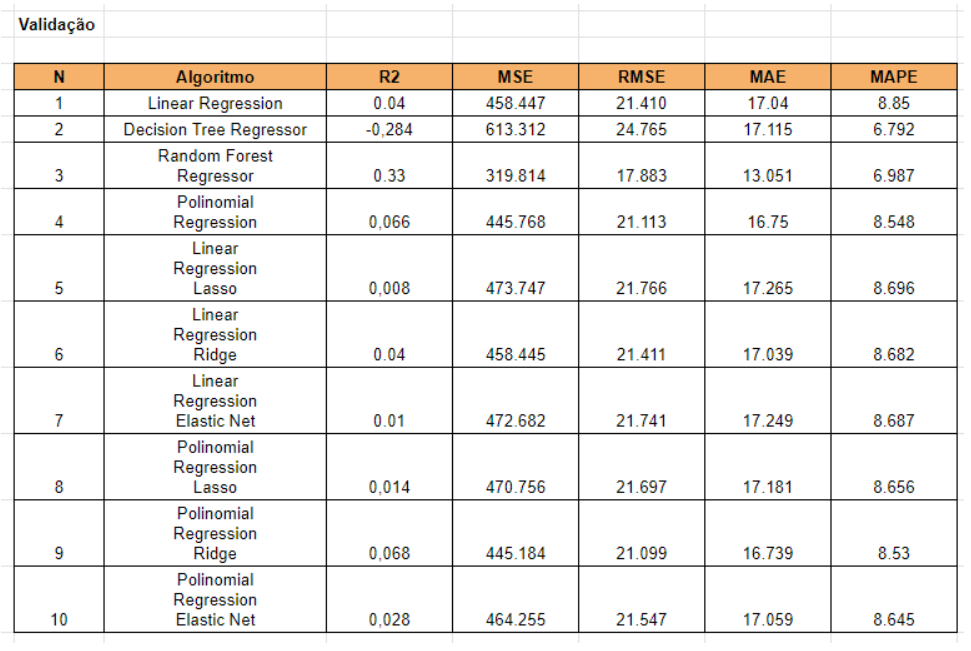 Validação
N Algoritmo R2 MSE RMSE MAE MAPE
1 Linear Regression 0.04 458.447 21.410 17.04 8.85
2 Decision Tree Regressor -0,284 613.312 24.765 17.115 6.792
Random Forest
3 Regressor 0.33 319.814 17.883 13.051 6.987
Polinomial
4 Regression 0,066 445.768 21.113 16.75 8.548
Linear
Regression
5 Lasso 0,008 473.747 21.766 17.265 8.696
Linear
Regression
6 Ridge 0.04 458.445 21.411 17.039 8.682
Linear
Regression
7 Elastic Net 0.01 472.682 21.741 17.249 8.687
Polinomial
Regression
8 Lasso 0,014 470.756 21.697 17.181 8.656
Polinomial
Regression
9 Ridge 0,068 445.184 21.099 16.739 8.53
Polinomial
Regression
10 Elastic Net 0,028 464.255 21.547 17.059 8.645